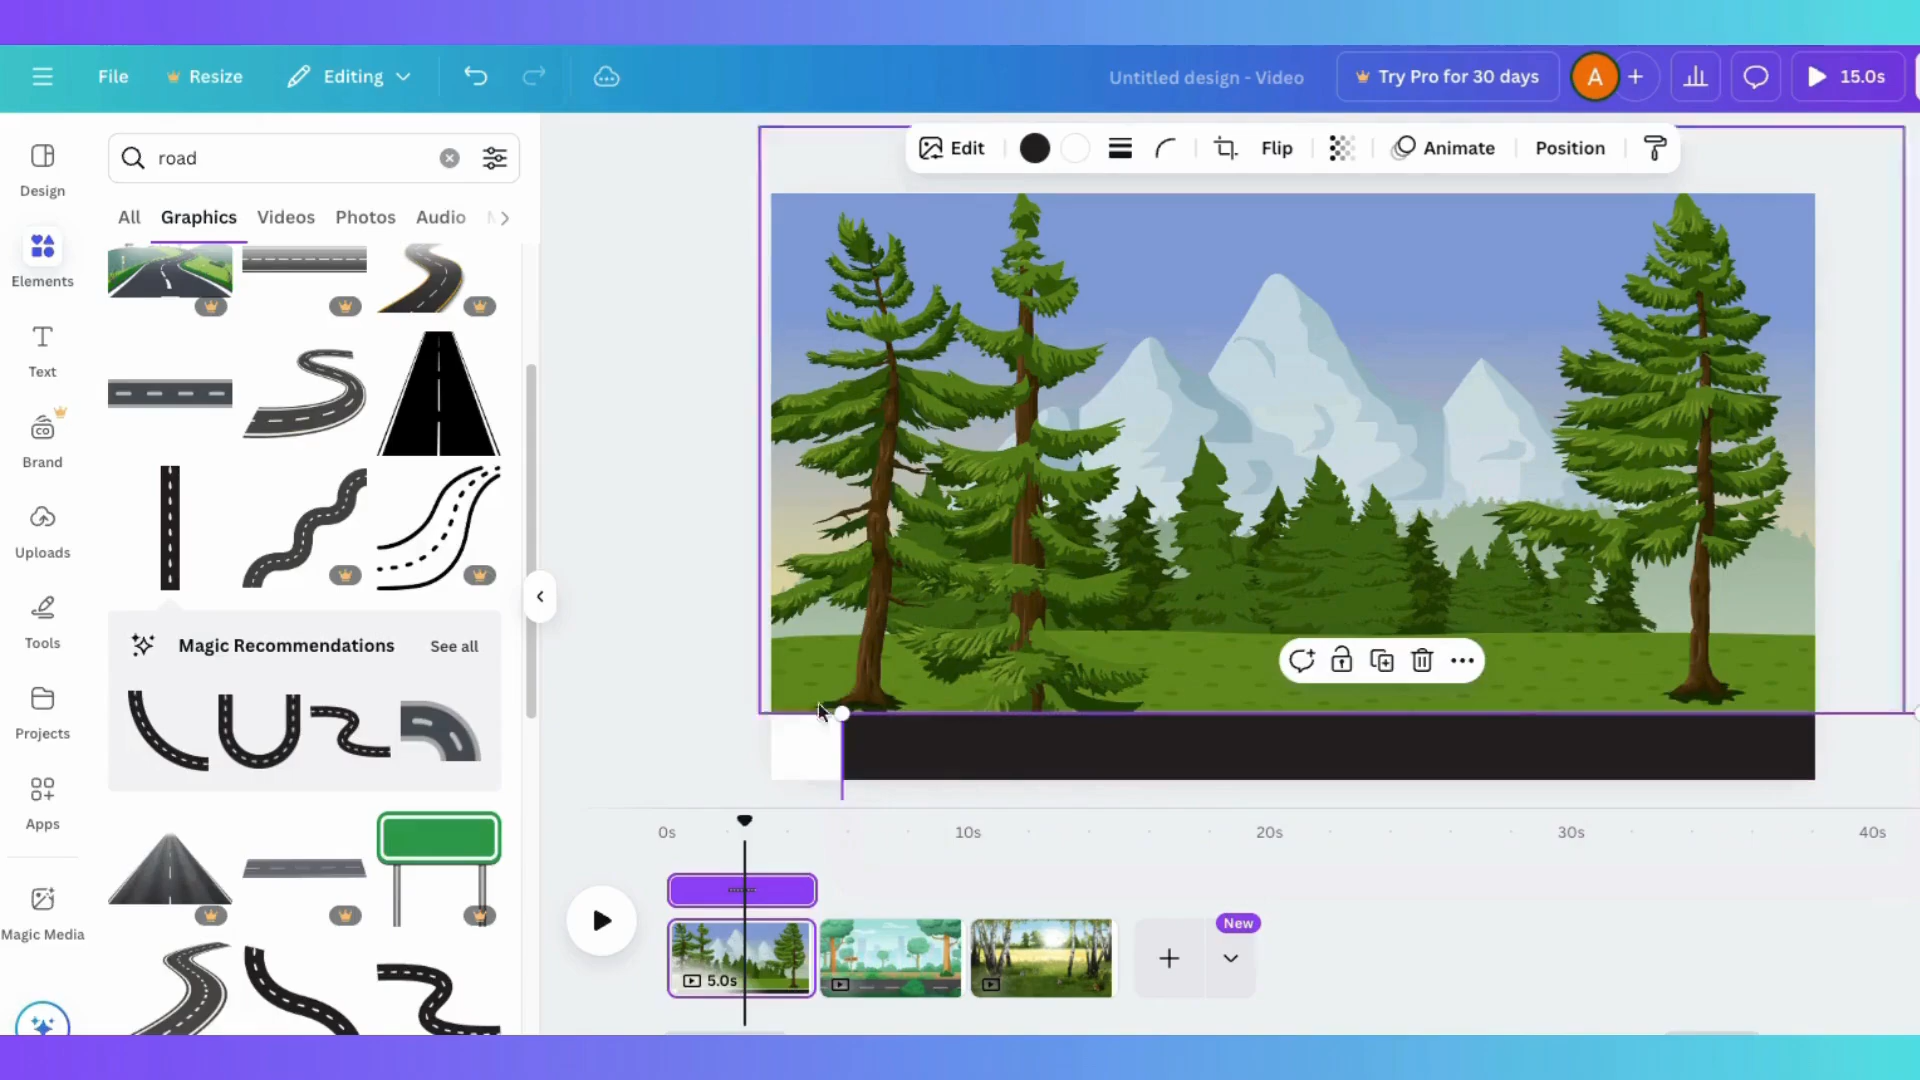 File
Resize
Editing
Untitled design - Video
Try Pro for 30 days
A
15.0s
Design
Elements
Text
Brand
Uploads
Tools
Projects
Apps
Magic Media
road
All Graphics Videos Photos Audio
Magic Recommendations
See all
Edit
Flip
Animate
Position
0s 10s 20s 30s 40s
5.0s
New